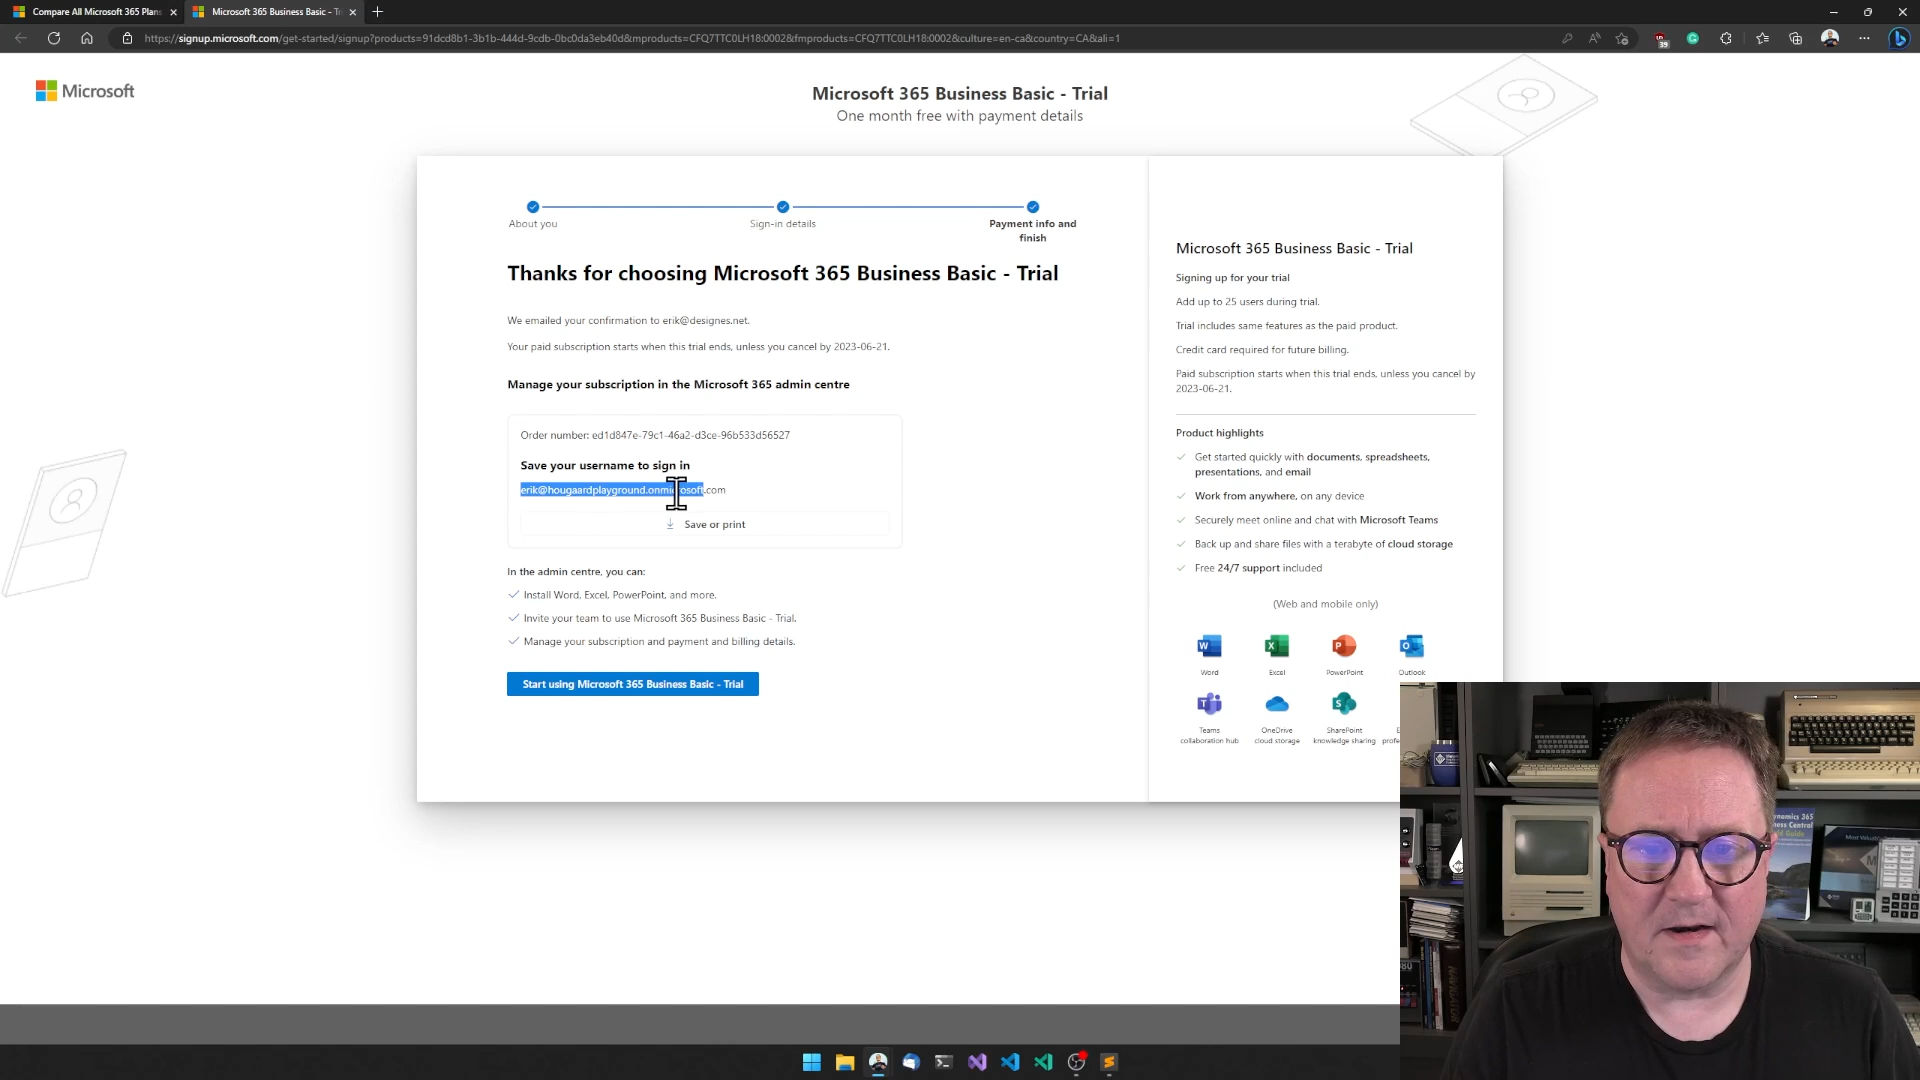 Compare All Microsoft 365 Plans
Microsoft 365 Business Basic - Tr
https://signup.microsoft.com/get-started/signup?products=91dcd8b1-3b1b-444d-9cdb-0bc0da3eb40d&mproducts=CFQ7TTC0LH18:0002&fmproducts=CFQ7TTC0LH18:0002&culture=en-ca&country=CA&ali=1
39
Microsoft
Microsoft 365 Business Basic - Trial
One month free with payment details
About you
Sign-in details
Payment info and
finish
Thanks for choosing Microsoft 365 Business Basic - Trial
We emailed your confirmation to erik@designes.net.
Your paid subscription starts when this trial ends, unless you cancel by 2023-06-21.
Manage your subscription in the Microsoft 365 admin centre
Order number: ed1d847e-79c1-46a2-d3ce-96b533d56527
Save your username to sign in
erik@hougaardplayground.onmicrosoft.com
Save or print
In the admin centre, you can:
Install Word, Excel, PowerPoint, and more.
Invite your team to use Microsoft 365 Business Basic - Trial.
Manage your subscription and payment and billing details.
Start using Microsoft 365 Business Basic - Trial
Microsoft 365 Business Basic - Trial
Signing up for your trial
Add up to 25 users during trial.
Trial includes same features as the paid product.
Credit card required for future billing.
Paid subscription starts when this trial ends, unless you cancel by
2023-06-21.
Product highlights
Get started quickly with documents, spreadsheets,
presentations, and email
Work from anywhere, on any device
Securely meet online and chat with Microsoft Teams
Back up and share files with a terabyte of cloud storage
Free 24/7 support included
(Web and mobile only)
Word
Excel
PowerPoint
Outlook
Teams
collaboration hub
OneDrive
cloud storage
SharePoint
knowledge sharing
ynamics 365
ness Central